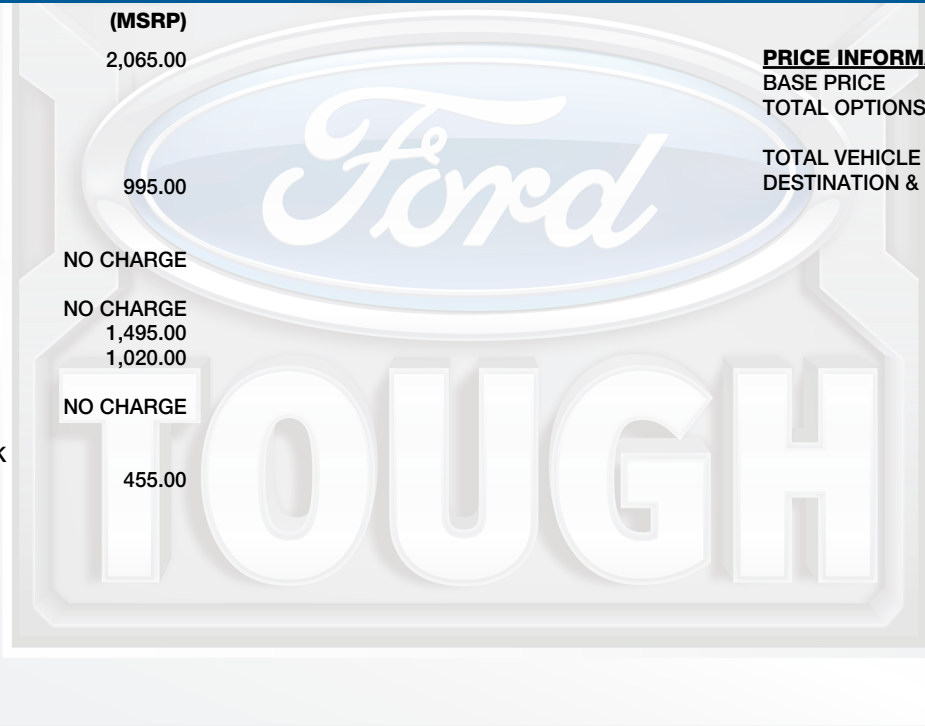 (MSRP)
2,065.00
995.00
NO CHARGE
NO CHARGE
1,495.00
1,020.00
NO CHARGE
455.00
PRICE INFORM
BASE PRICE
TOTAL OPTIONS
TOTAL VEHICLE
DESTINATION &
Ford
TOUGH